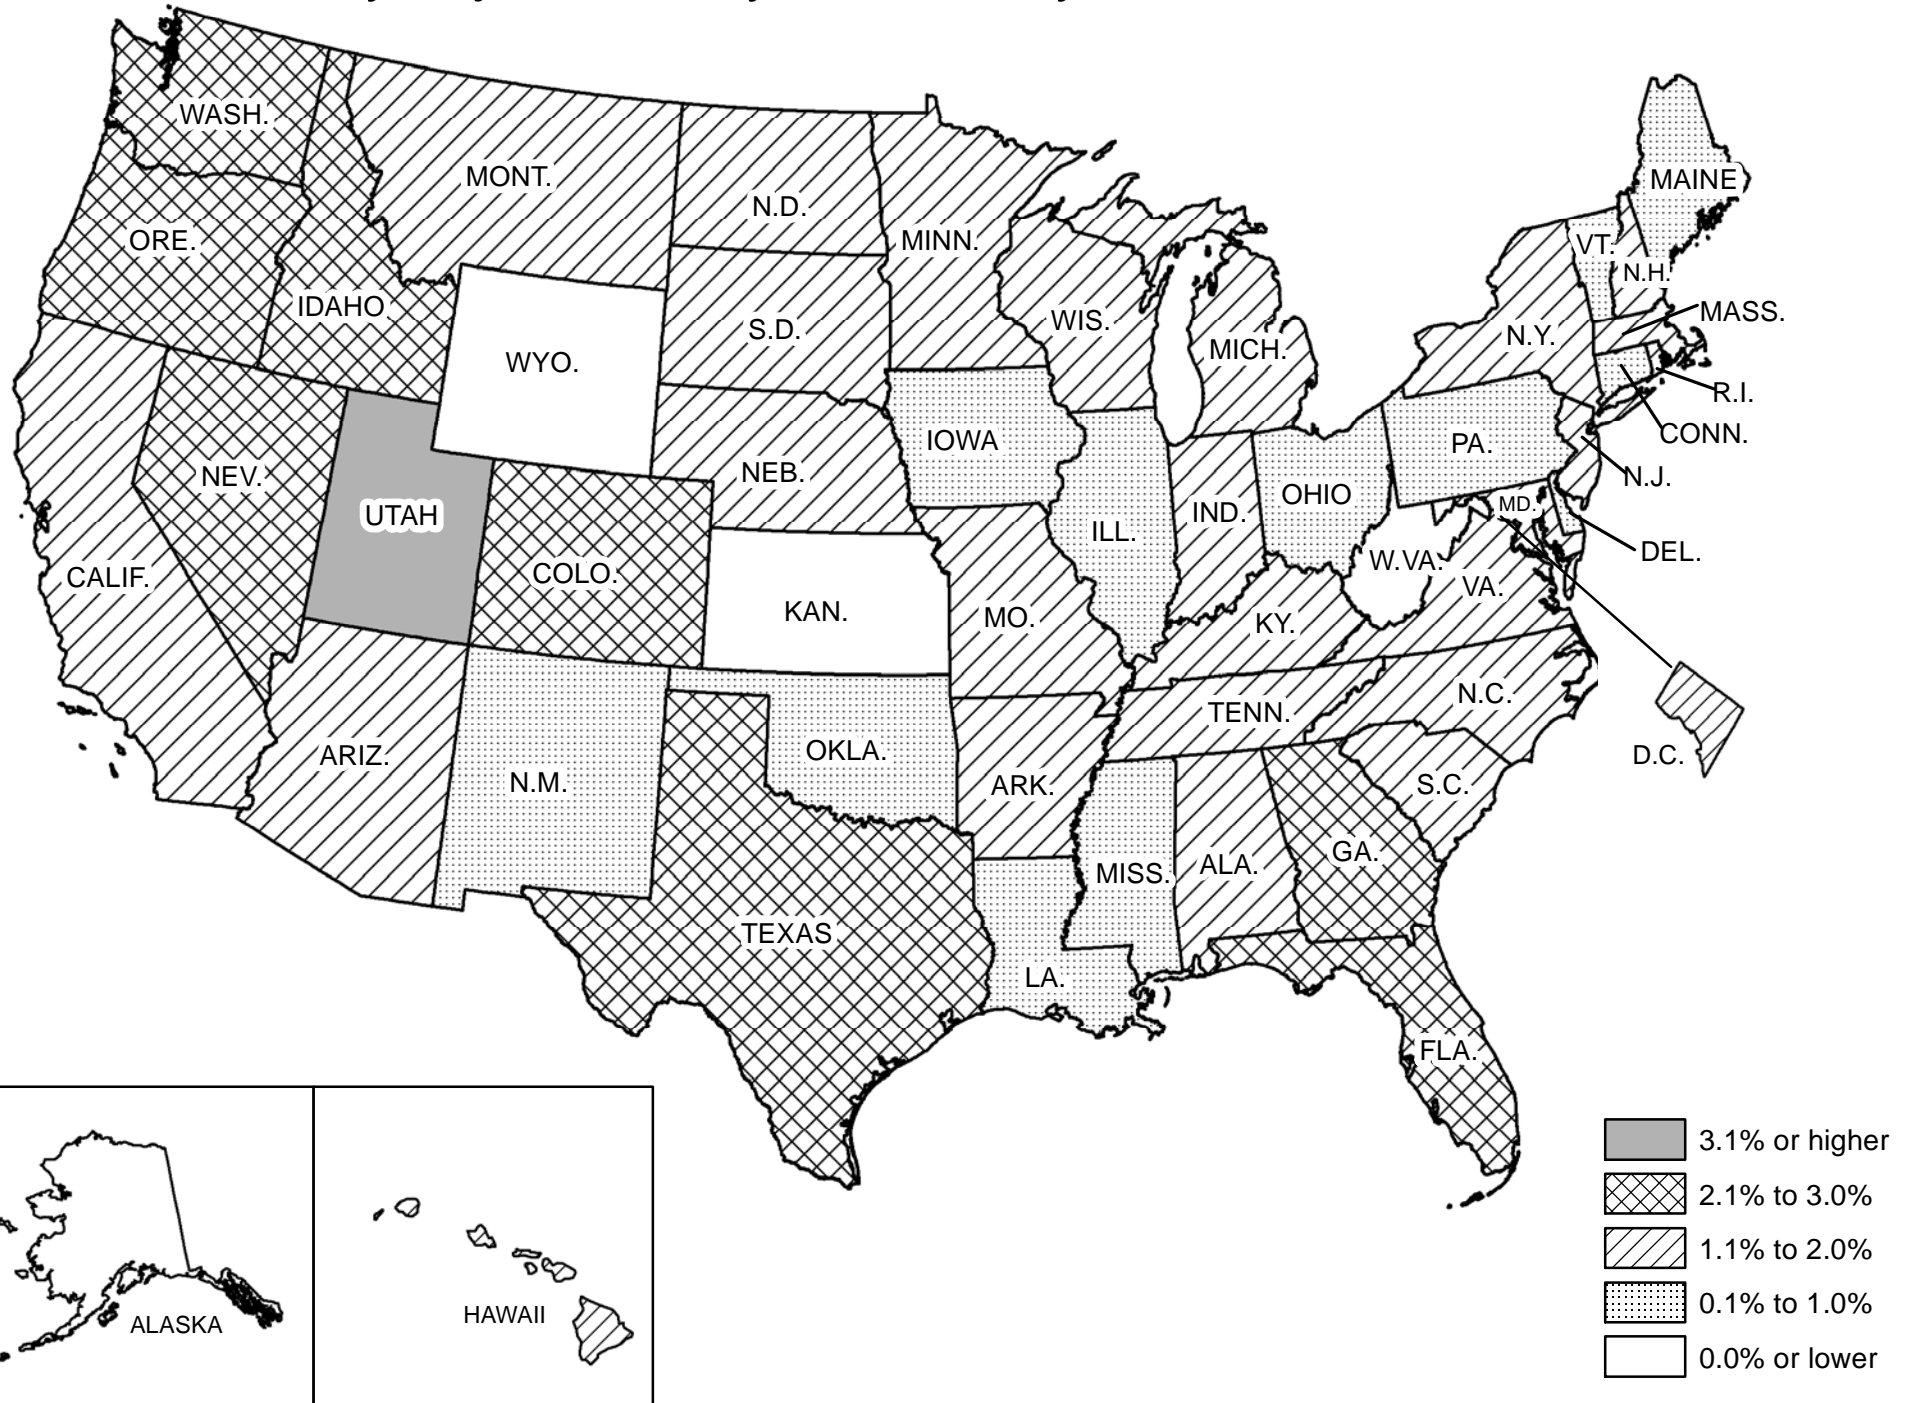 WASH.
MONT.
N.D.
MINN.
MAINE
ORE.
IDAHO
VT.
N.H.
WYO.
S.D.
WIS.
MICH.
N.Y.
MASS.
R.I.
CONN.
NEV.
UTAH
NEB.
IOWA
PA.
N.J.
CALIF.
COLO.
KAN.
MO.
ILL.
IND.
OHIO
MD.
W.VA.
VA.
DEL.
KY.
ARIZ.
N.M.
OKLA.
ARK.
TENN.
N.C.
D.C.
S.C.
TEXAS
LA.
MISS.
ALA.
GA.
FLA.
ALASKA
HAWAII
3.1% or higher
2.1% to 3.0%
1.1% to 2.0%
0.1% to 1.0%
0.0% or lower